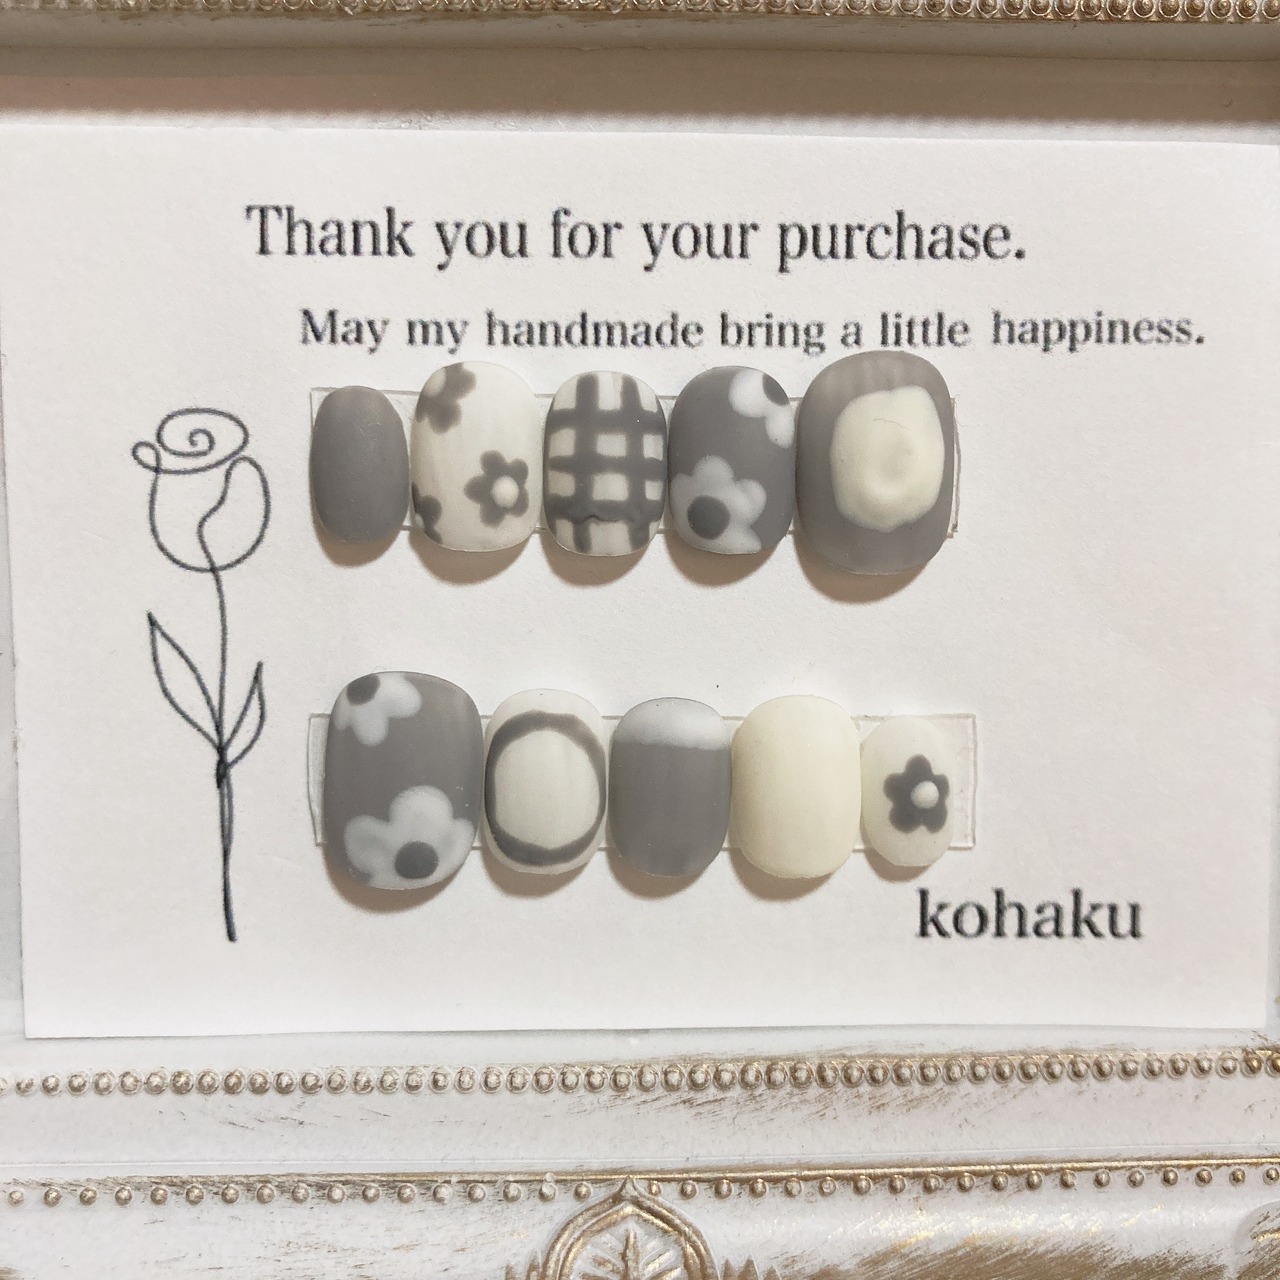 Thank you for your purchase.
May my handmade bring a little happiness.
kohaku